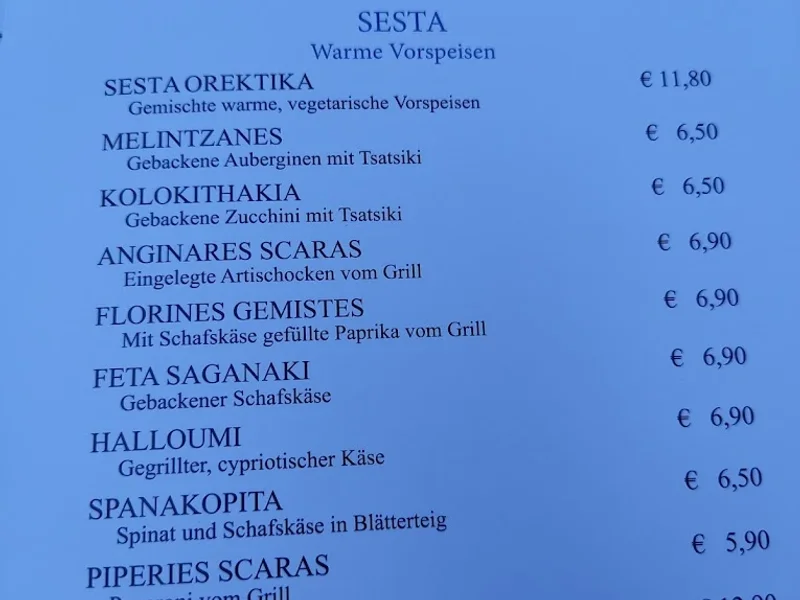 SESTA
Warme Vorspeisen
SESTA OREKTIKA € 11,80
Gemischte warme, vegetarische Vorspeisen
MELINTZANES € 6,50
Gebackene Auberginen mit Tsatsiki
KOLOKITHAKIA € 6,50
Gebackene Zucchini mit Tsatsiki
ANGINARES SCARAS € 6,90
Eingelegte Artischocken vom Grill
FLORINES GEMISTES € 6,90
Mit Schafskäse gefüllte Paprika vom Grill
FETA SAGANAKI € 6,90
Gebackener Schafskäse
HALLOUMI € 6,90
Gegrillter, cypriotischer Käse
SPANAKOPITA € 6,50
Spinat und Schafskäse in Blätterteig
PIPERIES SCARAS € 5,90
vom Grill